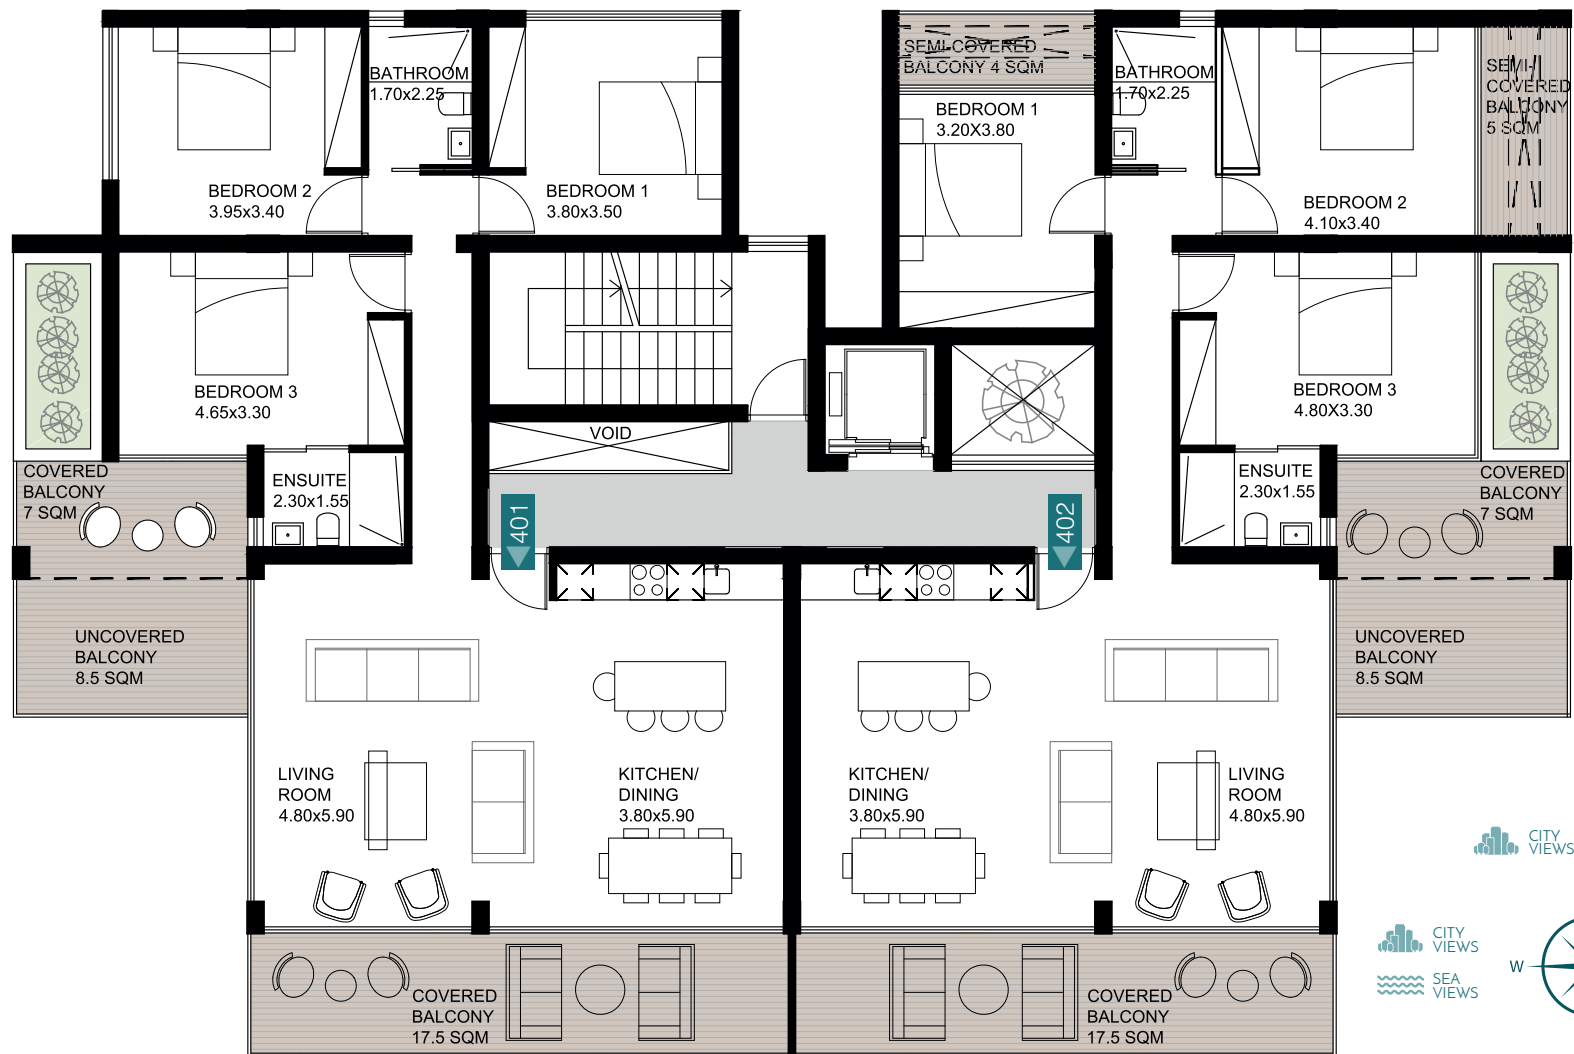 BEDROOM 2
3.95x3.40
BATHROOM
1.70x2.25
BEDROOM 1
3.80x3.50
SEMI-COVERED
BALCONY 4 SQM
BEDROOM 1
3.20X3.80
BATHROOM
1.70x2.25
BEDROOM 2
4.10x3.40
SEMI-
COVERED
BALCONY
5 SQM
BEDROOM 3
4.65x3.30
BEDROOM 3
4.80X3.30
VOID
COVERED
BALCONY
7 SQM
ENSUITE
2.30x1.55
401
402
ENSUITE
2.30x1.55
COVERED
BALCONY
7 SQM
UNCOVERED
BALCONY
8.5 SQM
UNCOVERED
BALCONY
8.5 SQM
LIVING
ROOM
4.80x5.90
KITCHEN/
DINING
3.80x5.90
KITCHEN/
DINING
3.80x5.90
LIVING
ROOM
4.80x5.90
CITY
VIEWS
CITY
VIEWS
SEA
VIEWS
W
COVERED
BALCONY
17.5 SQM
COVERED
BALCONY
17.5 SQM